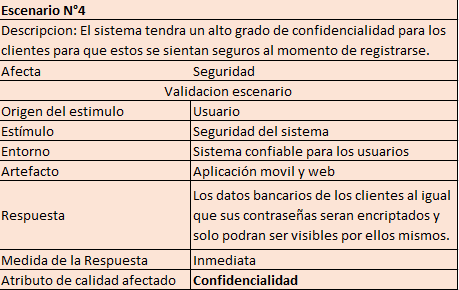 Escenario N°4
Descripcion: El sistema tendra un alto grado de confidencialidad para los
clientes para que estos se sientan seguros al momento de registrarse.
Afecta Seguridad
Validacion escenario
Origen del estimulo Usuario
Estímulo Seguridad del sistema
Entorno Sistema confiable para los usuarios
Artefacto Aplicación movil y web
Respuesta Los datos bancarios de los clientes al igual
que sus contraseñas seran encriptados y
solo podran ser visibles por ellos mismos.
Medida de la Respuesta Inmediata
Atributo de calidad afectado Confidencialidad